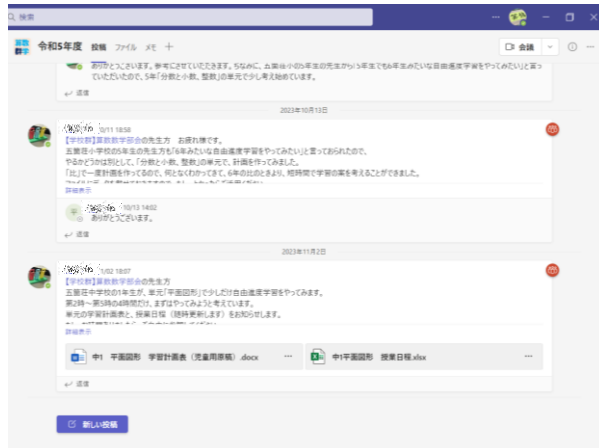 検索
算数
数学
令和5年度 投稿 ファイル メモ +
会議
ありがとうございます。参考にさせていただきます。ちなみに、五箇荘小の5年生の先生から「5年生でも6年生みたいな自由進度学習をやってみたい」と言っ
ていただいたので、5年「分数と小数、整数」の単元で少し考え始めています。
返信
2023年10月13日
10/11 18:58
【学校群】算数数学部会の先生方 お疲れ様です。
五箇荘小学校の5年生の先生方も「6年みたいな自由進度学習をやってみたい」と言っておられたので、
やるかどうかは別として、「分数と小数、整数」の単元で、計画を作ってみました。
「比」で一度計画を作ってるので、何となくわかってきて、6年の比のときより、短時間で学習の案を考えることができました。
詳細表示
平
10/13 14:02
ありがとうございます。
返信
2023年11月2日
1/02 18:07
【学校群】算数数学部会の先生方
五箇荘中学校の1年生が、単元「平面図形」で少しだけ自由進度学習をやってみます。
第2時～第5時の4時間だけ、まずはやってみようと考えています。
単元の学習計画表と、授業日程（随時更新します）をお知らせします。
詳細表示
中1 平面図形 学習計画表（児童用原稿）.docx
中1平面図形 授業日程.xlsx
返信
新しい投稿